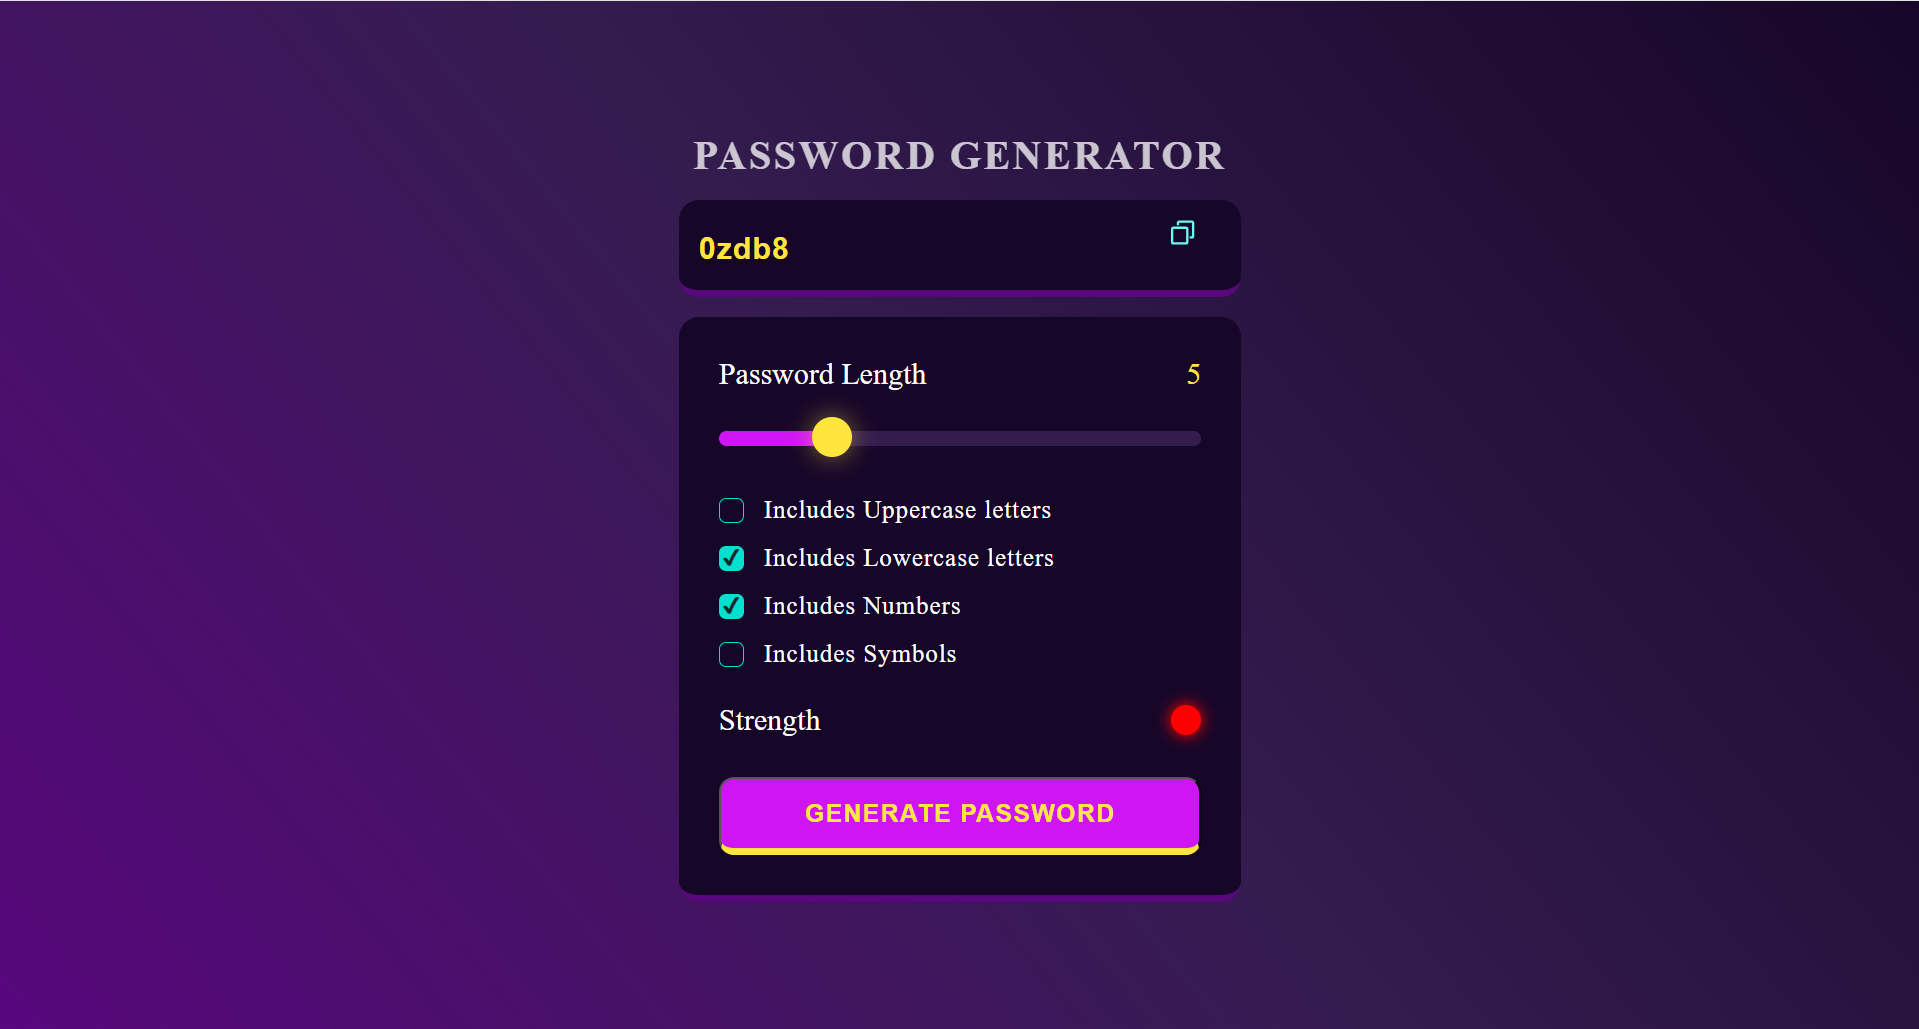 PASSWORD GENERATOR
0zdb8
Password Length 5
Includes Uppercase letters
Includes Lowercase letters
Includes Numbers
Includes Symbols
Strength
GENERATE PASSWORD